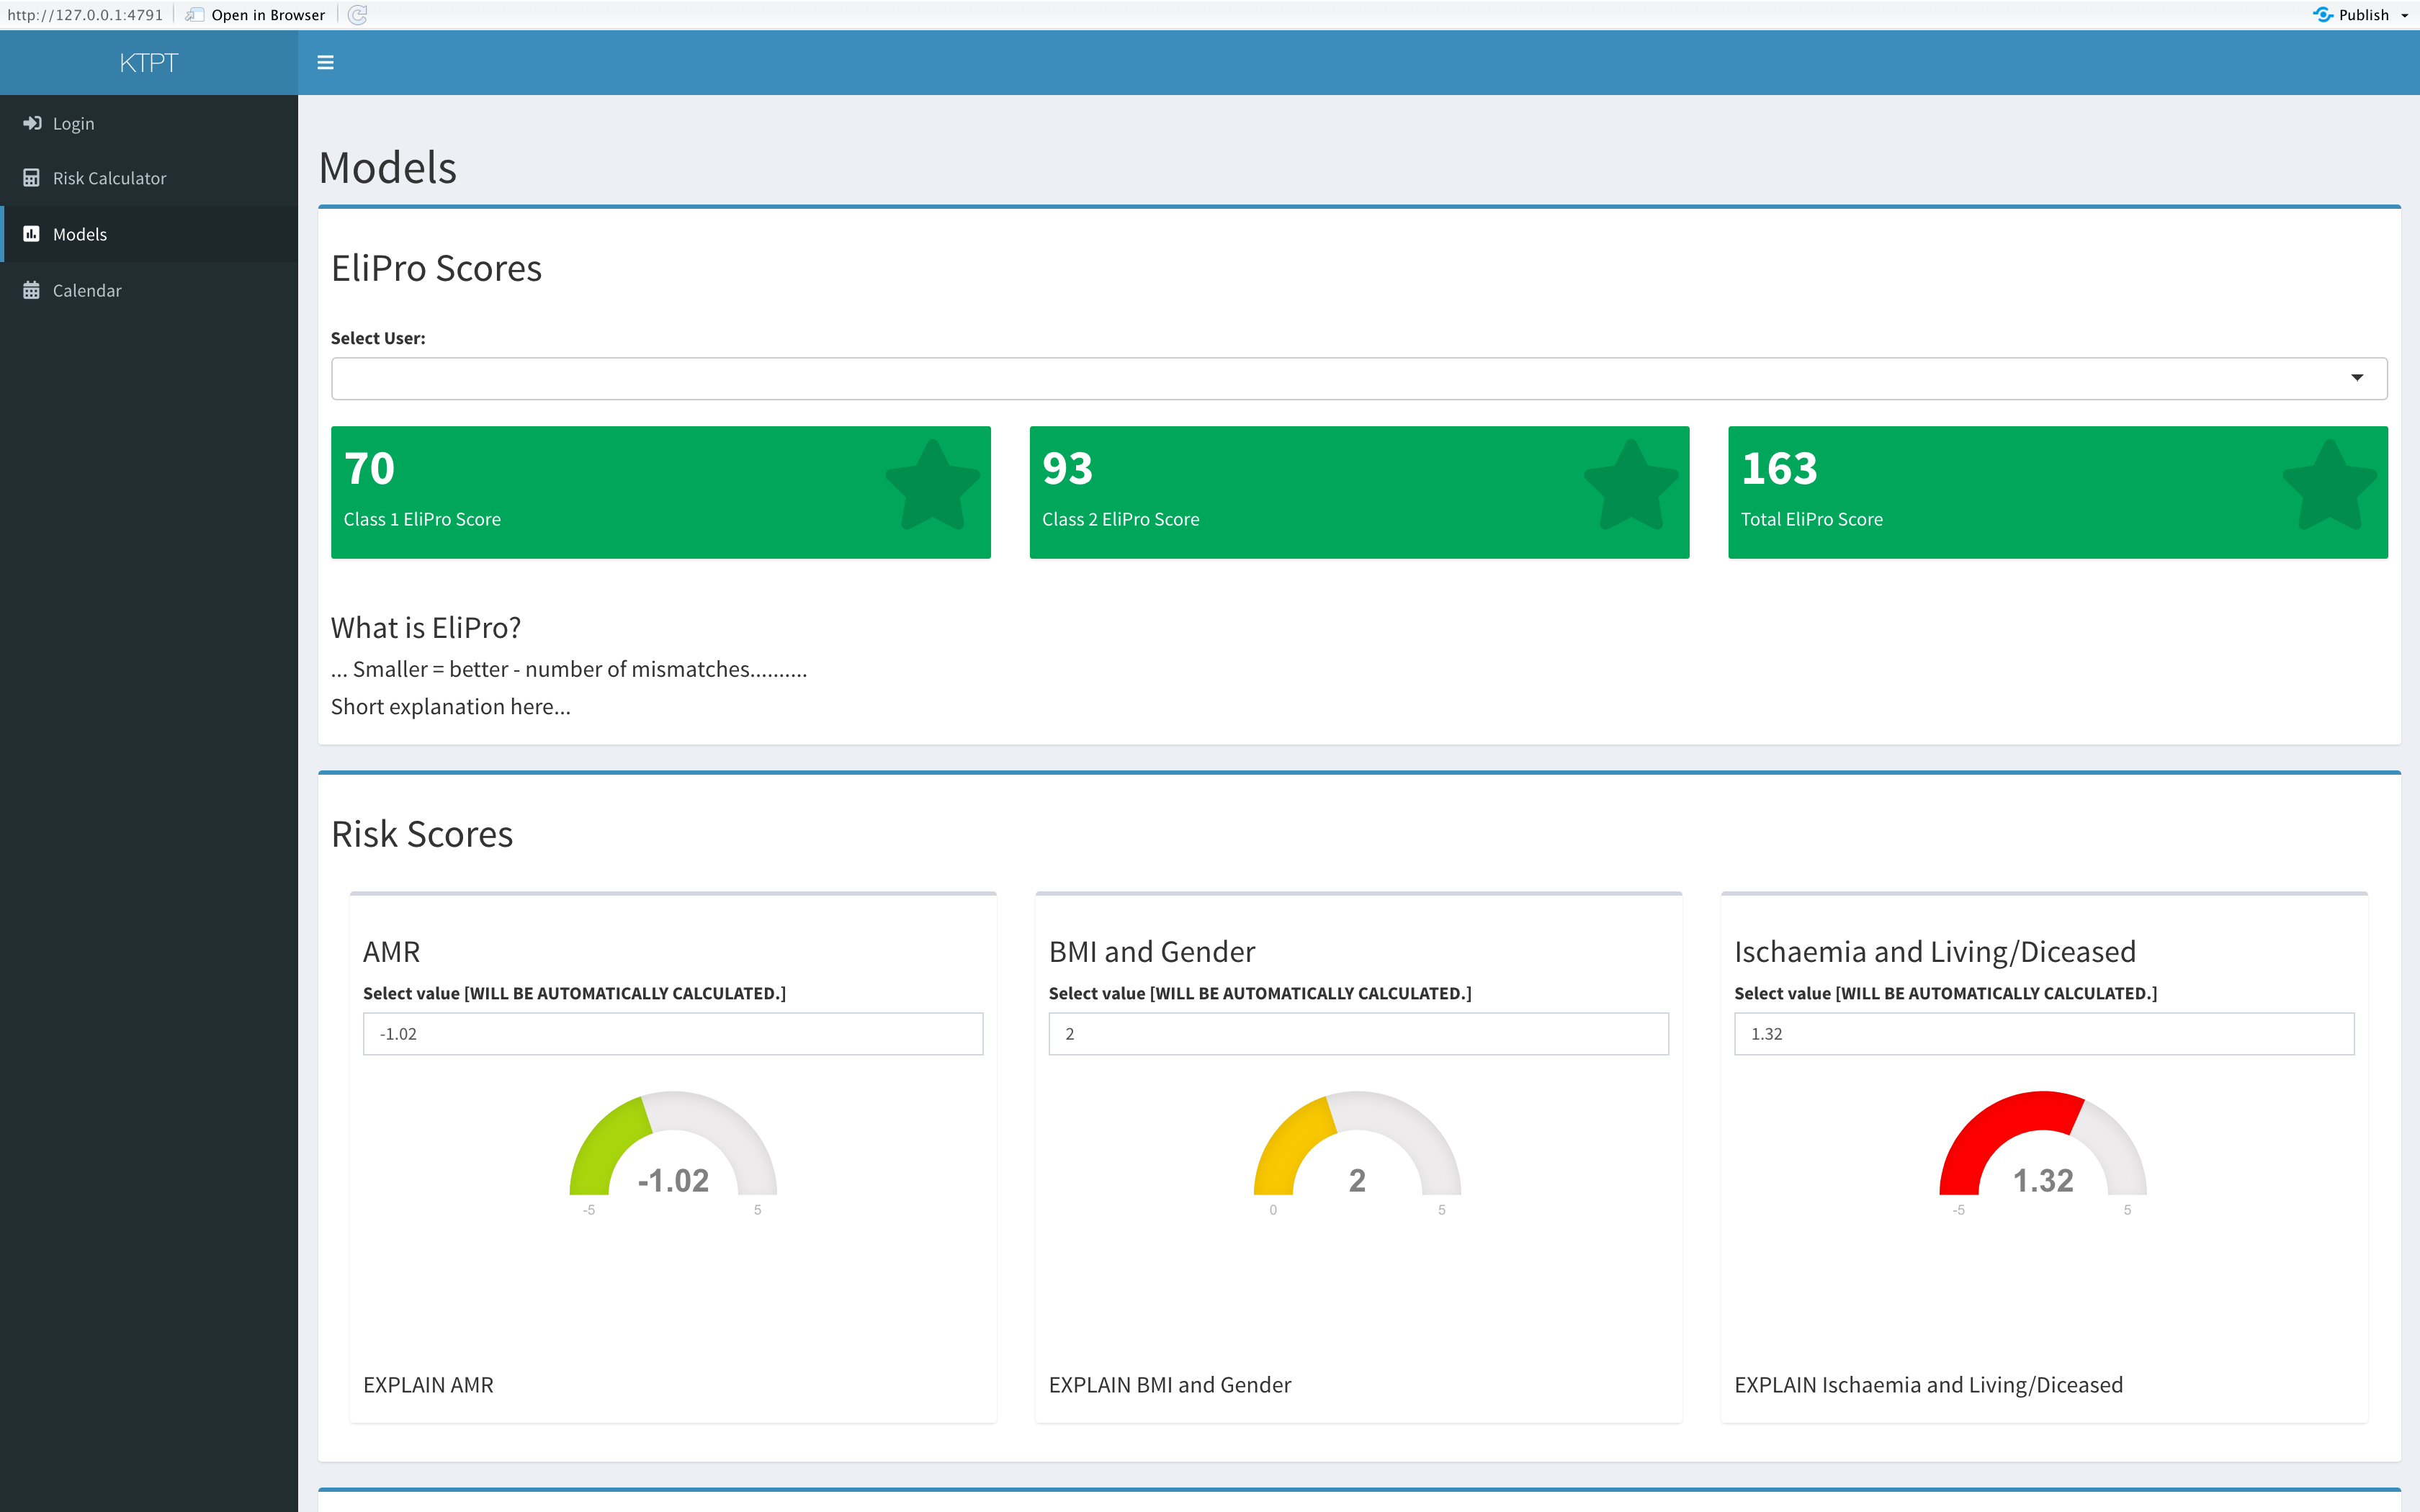 http://127.0.0.1:4791 Open in Browser Publish
KTPT
Login
Risk Calculator
Models
Calendar
Models
EliPro Scores
Select User:
70
Class 1 EliPro Score
93
Class 2 EliPro Score
163
Total EliPro Score
What is EliPro?
... Smaller = better - number of mismatches..........
Short explanation here...
Risk Scores
AMR
Select value [WILL BE AUTOMATICALLY CALCULATED.]
-1.02
-1.02
-5 5
EXPLAIN AMR
BMI and Gender
Select value [WILL BE AUTOMATICALLY CALCULATED.]
2
2
0 5
EXPLAIN BMI and Gender
Ischaemia and Living/Diceased
Select value [WILL BE AUTOMATICALLY CALCULATED.]
1.32
1.32
-5 5
EXPLAIN Ischaemia and Living/Diceased